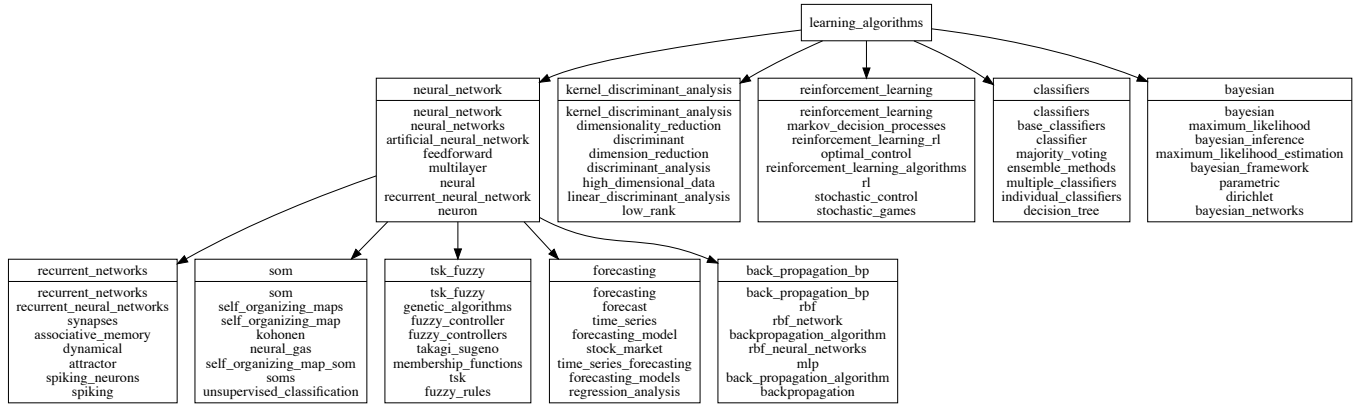 learning_algorithms
neural_network
neural_network
neural_networks
artificial_neural_network
feedforward
multilayer
neural
recurrent_neural_network
neuron
kernel_discriminant_analysis
kernel_discriminant_analysis
dimensionality_reduction
discriminant
dimension_reduction
discriminant_analysis
high_dimensional_data
linear_discriminant_analysis
low_rank
reinforcement_learning
reinforcement_learning
markov_decision_processes
reinforcement_learning_rl
optimal_control
reinforcement_learning_algorithms
rl
stochastic_control
stochastic_games
classifiers
classifiers
base_classifiers
classifier
majority_voting
ensemble_methods
multiple_classifiers
individual_classifiers
decision_tree
bayesian
bayesian
maximum_likelihood
bayesian_inference
maximum_likelihood_estimation
bayesian_framework
parametric
dirichlet
bayesian_networks
recurrent_networks
recurrent_networks
recurrent_neural_networks
synapses
associative_memory
dynamical
attractor
spiking_neurons
spiking
som
som
self_organizing_maps
self_organizing_map
kohonen
neural_gas
self_organizing_map_som
soms
unsupervised_classification
tsk_fuzzy
tsk_fuzzy
genetic_algorithms
fuzzy_controller
fuzzy_controllers
takagi_sugeno
membership_functions
tsk
fuzzy_rules
forecasting
forecasting
forecast
time_series
forecasting_model
stock_market
time_series_forecasting
forecasting_models
regression_analysis
back_propagation_bp
back_propagation_bp
rbf
rbf_network
backpropagation_algorithm
rbf_neural_networks
mlp
back_propagation_algorithm
backpropagation